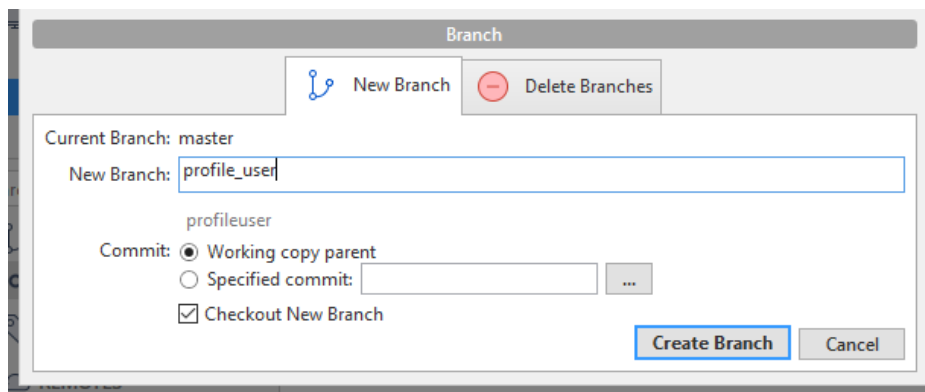 Branch
New Branch Delete Branches
Current Branch: master
New Branch: profile_user
profileuser
Commit: Working copy parent
Specified commit: ...
Checkout New Branch
Create Branch Cancel
REMOTES